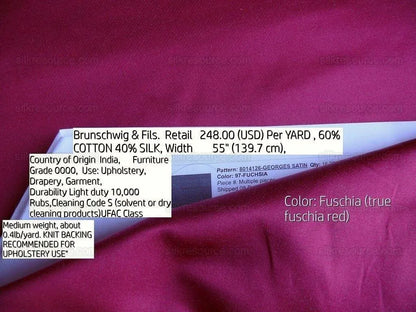 Brunschwig & Fils. Retail 248.00 (USD) Per YARD , 60%
COTTON 40% SILK, Width 55" (139.7 cm),
Country of Origin India, Furniture
Grade 0000, Use: Upholstery,
Drapery, Garment,
Durability Light duty 10,000
Rubs,Cleaning Code S (solvent or dry
cleaning products)UFAC Class
Pattern: 8014126-GEORGES SATIN
Color: 97-FUCHSIA
Piece #: Multiple pieces
Color: Fuschia (true
fuschia red)
Medium weight, about
0.4lb/yard. KNIT BACKING
RECOMMENDED FOR
UPHOLSTERY USE"